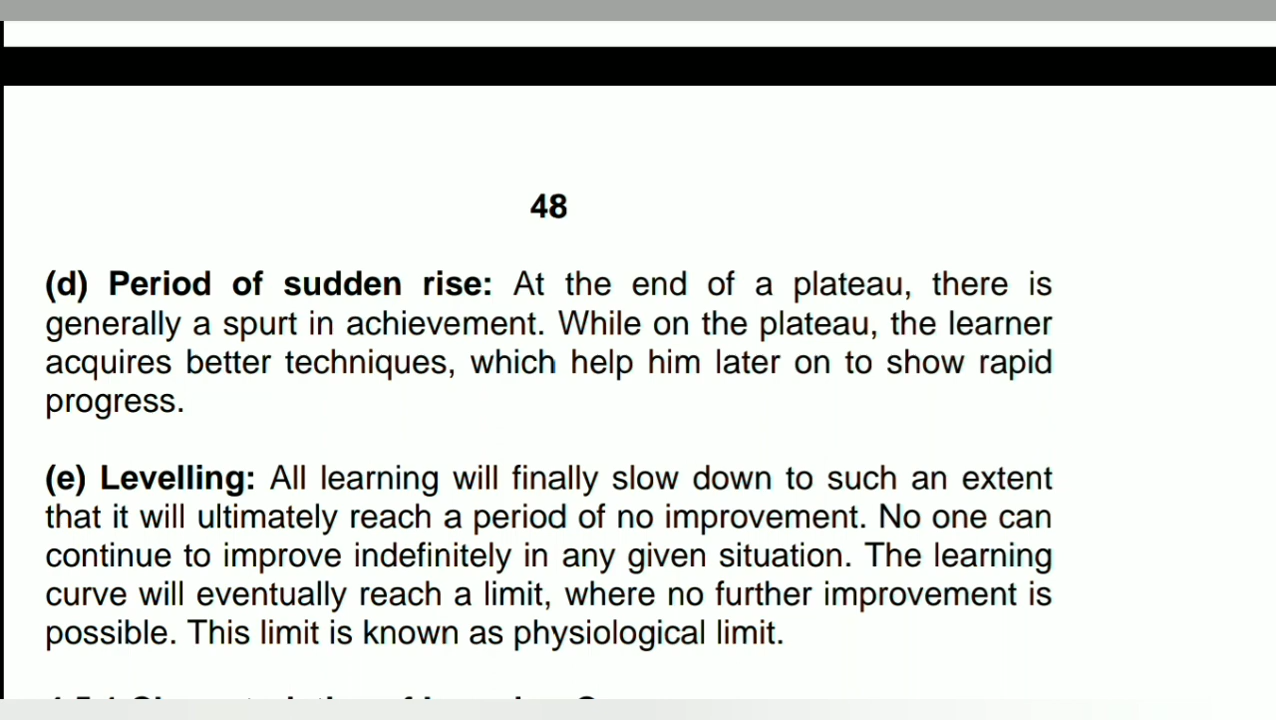 48
(d) Period of sudden rise: At the end of a plateau, there is
generally a spurt in achievement. While on the plateau, the learner
acquires better techniques, which help him later on to show rapid
progress.
(e) Levelling: All learning will finally slow down to such an extent
that it will ultimately reach a period of no improvement. No one can
continue to improve indefinitely in any given situation. The learning
curve will eventually reach a limit, where no further improvement is
possible. This limit is known as physiological limit.